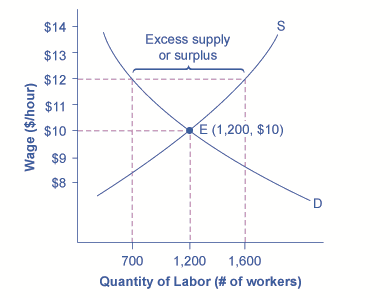 $14
$13
$12
$11
$10
$9
$8
Wage ($/hour)
Excess supply
or surplus
S
E (1,200, $10)
D
700
1,200
1,600
Quantity of Labor (# of workers)